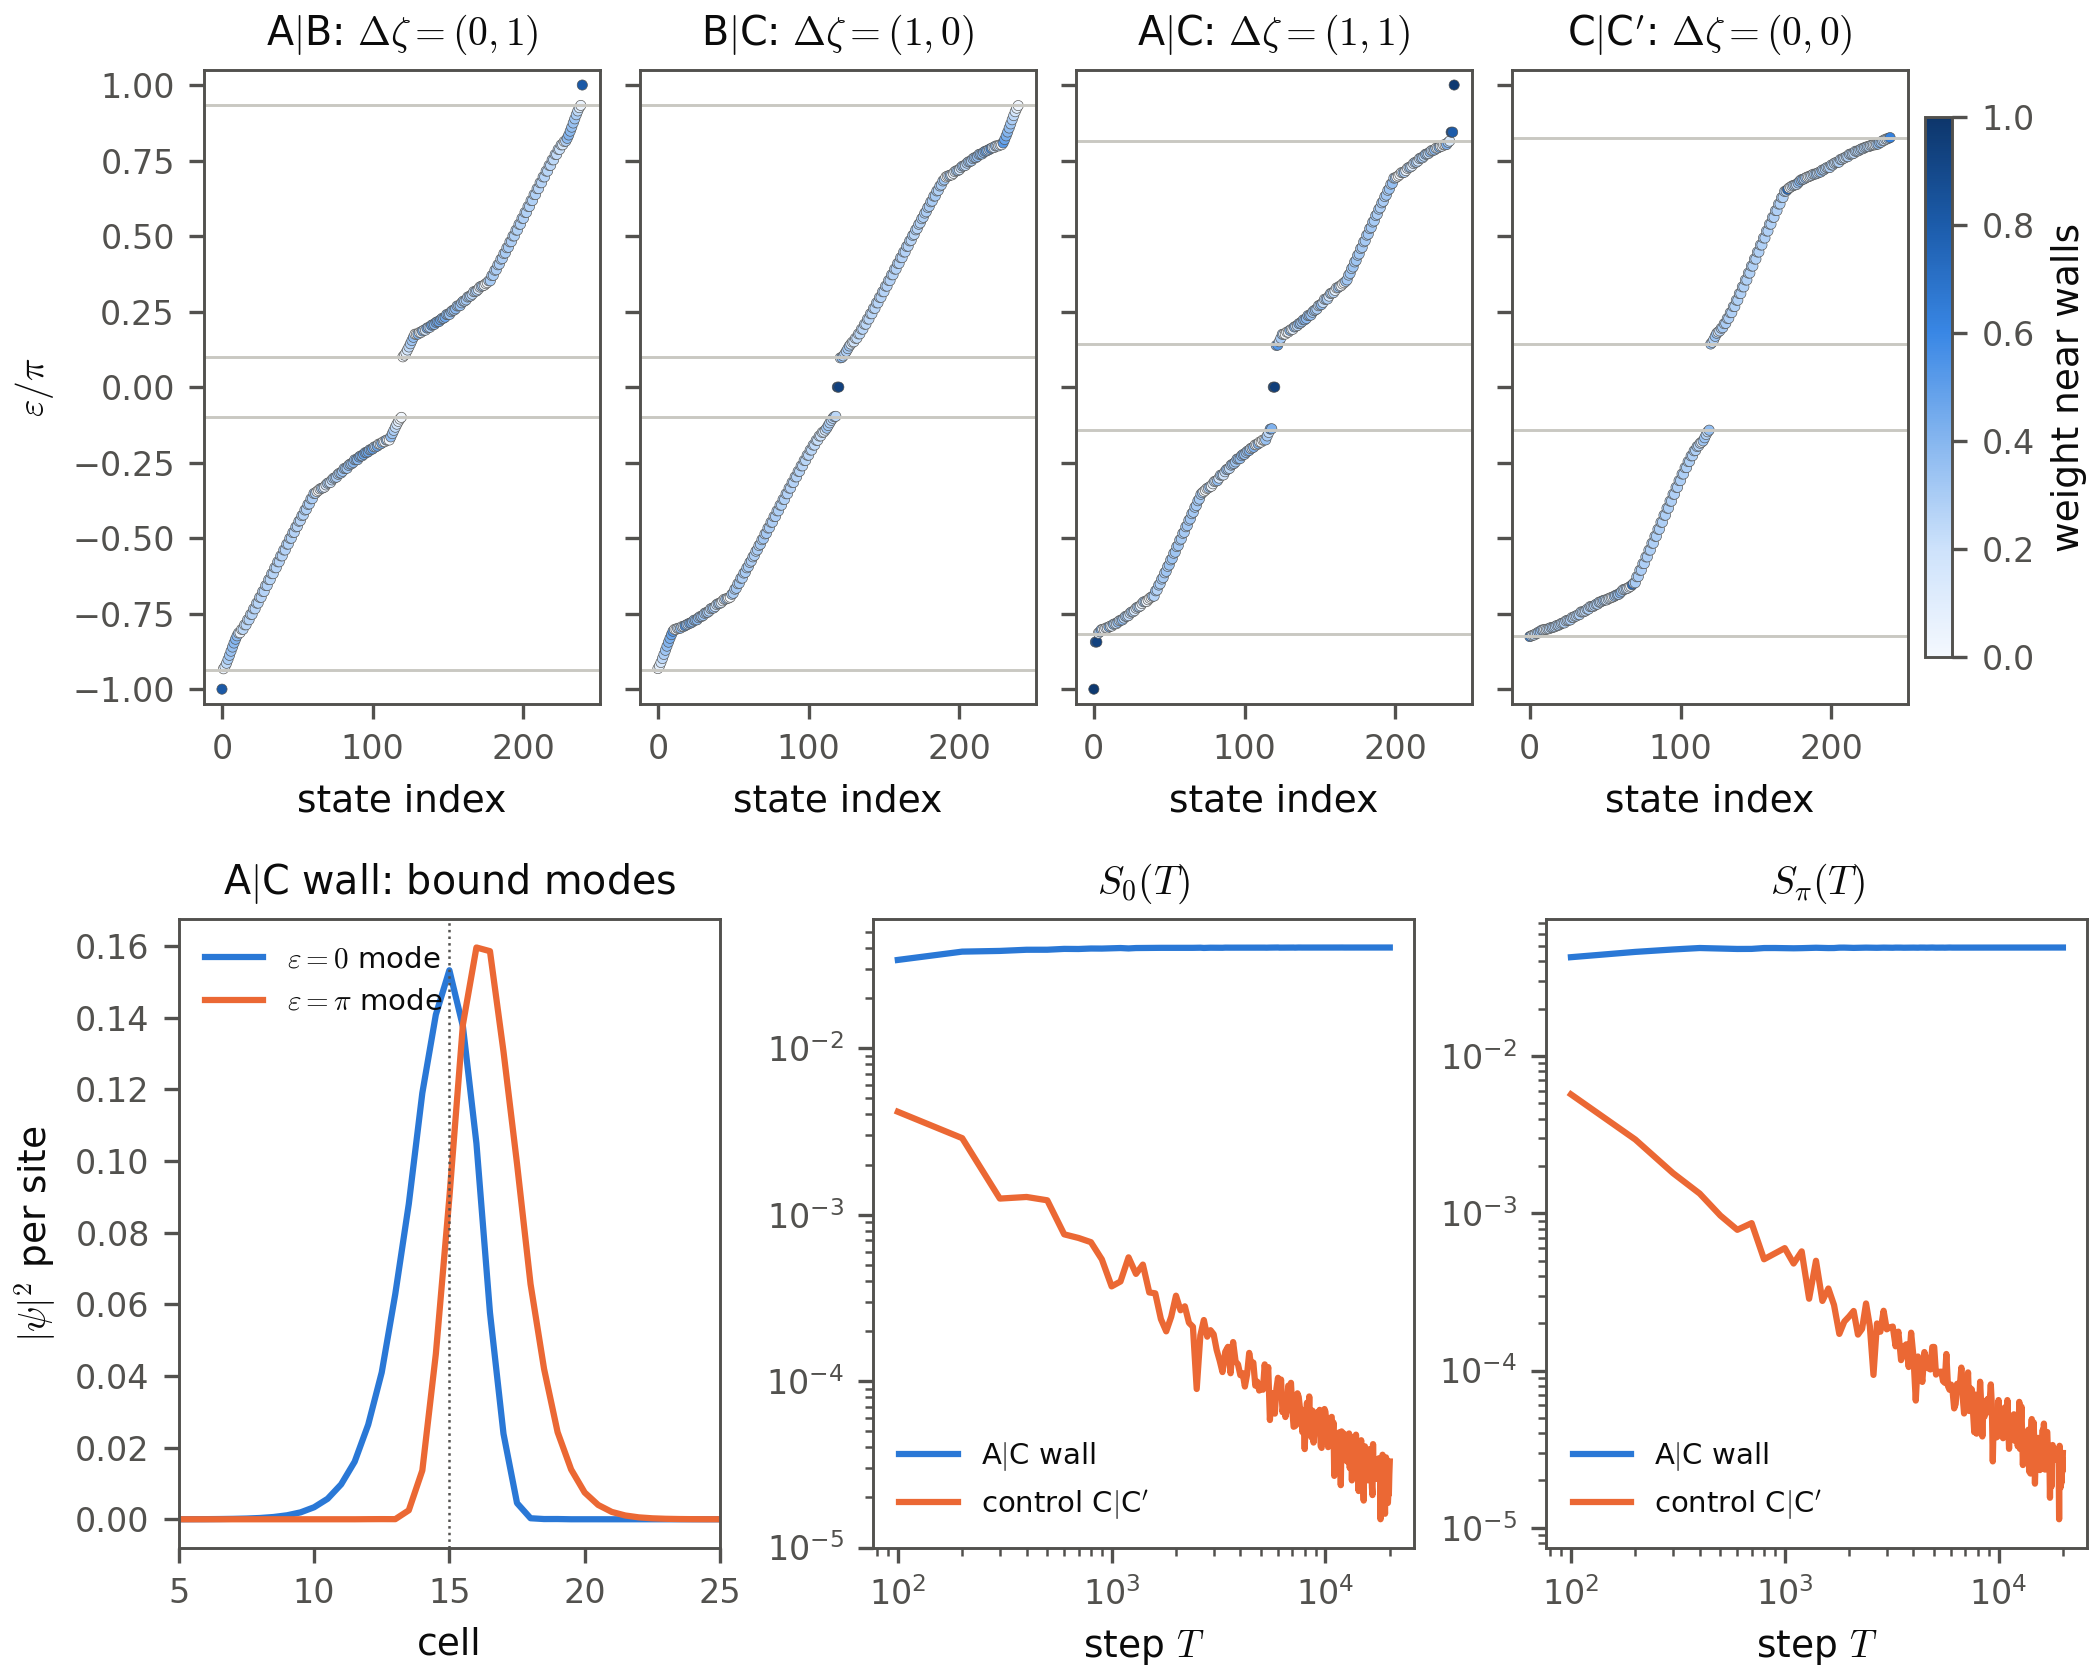 A|B: Δζ = (0, 1)
B|C: Δζ = (1, 0)
A|C: Δζ = (1, 1)
C|C′: Δζ = (0, 0)
ε/π
1.00
0.75
0.50
0.25
0.00
−0.25
−0.50
−0.75
−1.00
0 100 200
0 100 200
0 100 200
0 100 200
state index
state index
state index
state index
1.0
0.8
0.6
0.4
0.2
0.0
weight near walls
A|C wall: bound modes
|ψ|² per site
0.16
0.14
0.12
0.10
0.08
0.06
0.04
0.02
0.00
ε = 0 mode
ε = π mode
5 10 15 20 25
cell
S₀(T)
10⁻²
10⁻³
10⁻⁴
10⁻⁵
A|C wall
control C|C′
10² 10³ 10⁴
step T
S_π(T)
10⁻²
10⁻³
10⁻⁴
10⁻⁵
A|C wall
control C|C′
10² 10³ 10⁴
step T